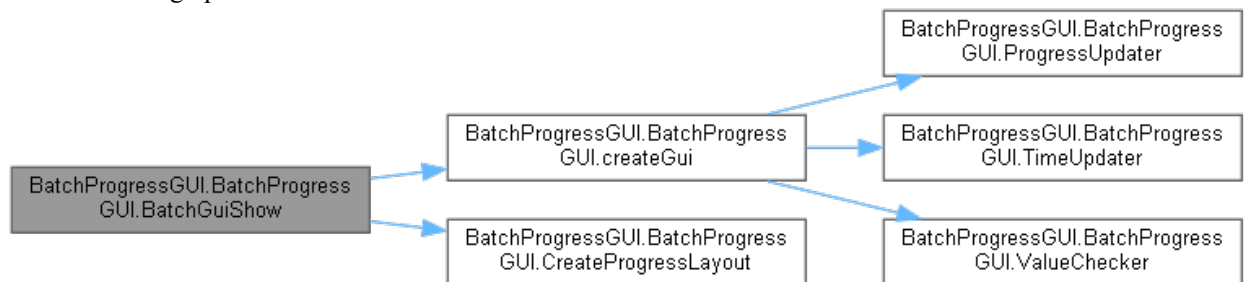 BatchProgressGUI.BatchProgress
GUI.BatchGuiShow
BatchProgressGUI.BatchProgress
GUI.createGui
BatchProgressGUI.BatchProgress
GUI.CreateProgressLayout
BatchProgressGUI.BatchProgress
GUI.ProgressUpdater
BatchProgressGUI.BatchProgress
GUI.TimeUpdater
BatchProgressGUI.BatchProgress
GUI.ValueChecker